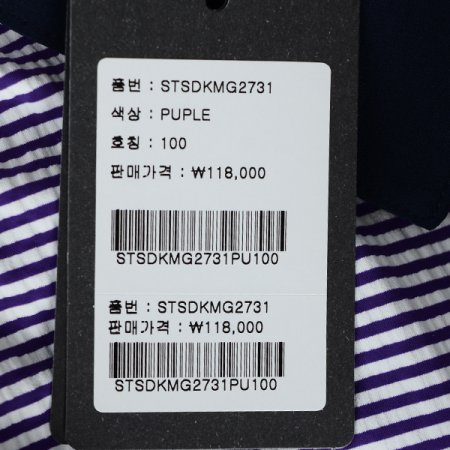 품번 : STSDKMG2731
색상 : PUPLE
호칭 : 100
판매가격 : ₩118,000
STSDKMG2731PU100
품번 : STSDKMG2731
판매가격 : ₩118,000
STSDKMG2731PU100